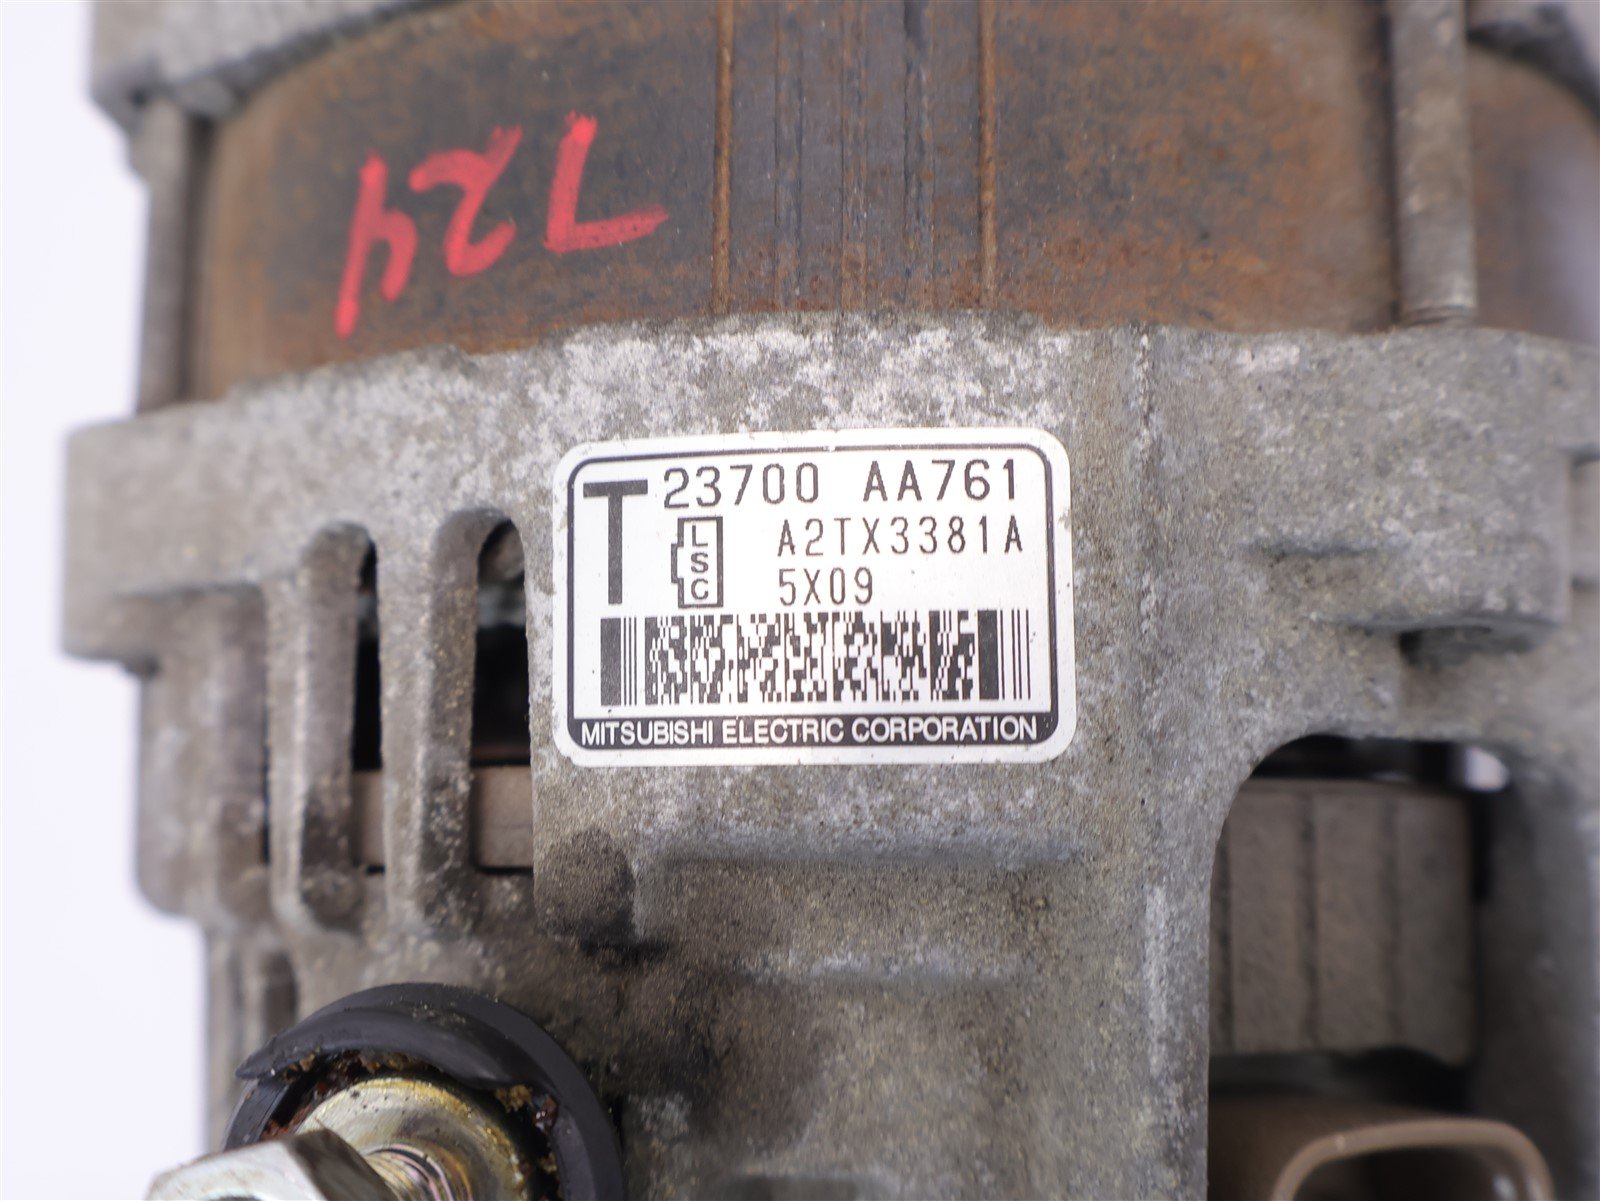 724
T
23700 AA761
LSC
A2TX3381A
5X09
MITSUBISHI ELECTRIC CORPORATION